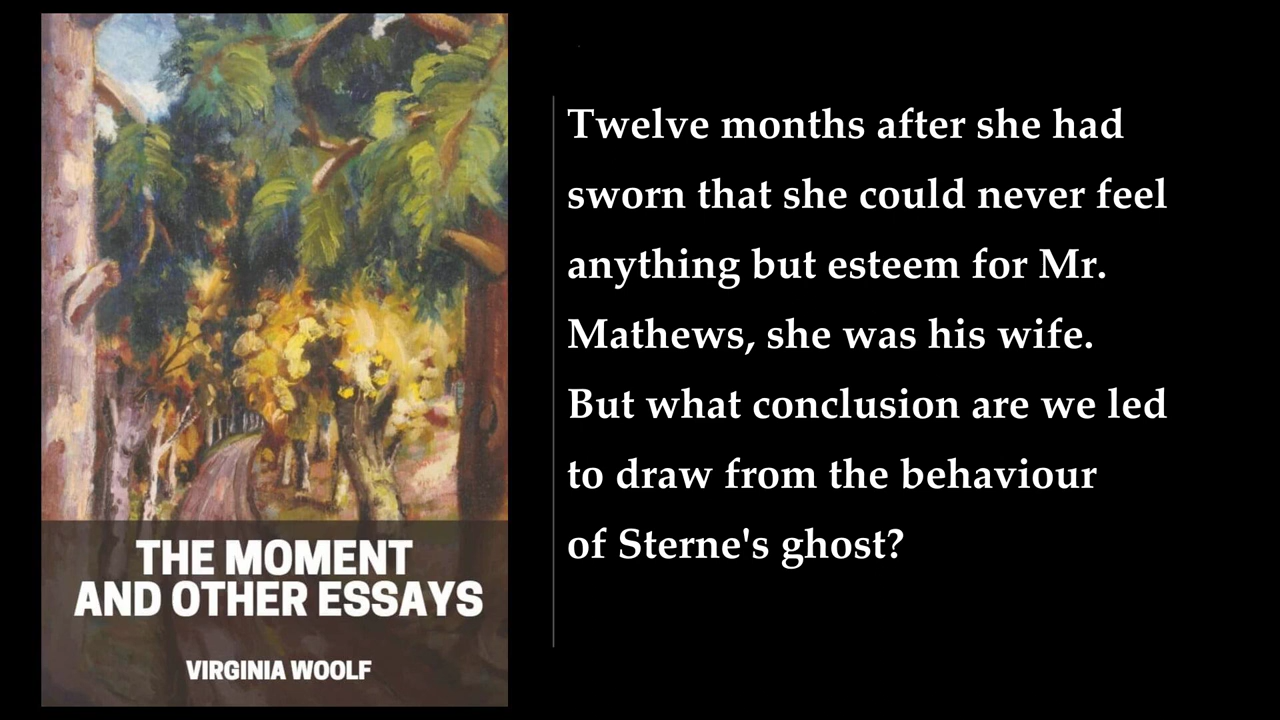 THE MOMENT
AND OTHER ESSAYS
VIRGINIA WOOLF
Twelve months after she had
sworn that she could never feel
anything but esteem for Mr.
Mathews, she was his wife.
But what conclusion are we led
to draw from the behaviour
of Sterne's ghost?